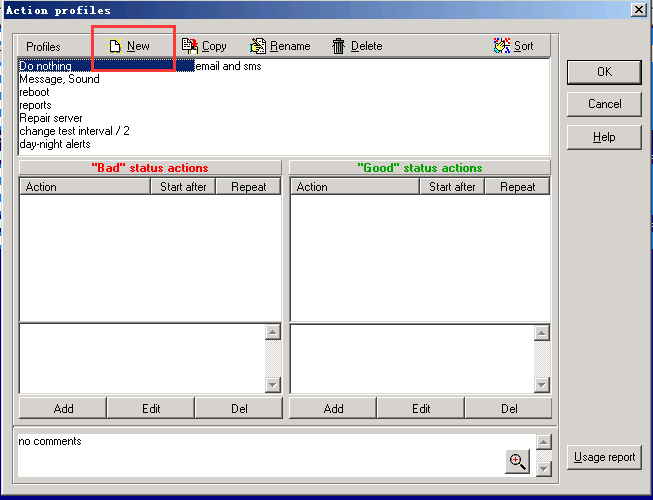 Action profiles
Profiles New Copy Rename Delete Sort
Do nothing email and sms
Message, Sound
reboot
reports
Repair server
change test interval / 2
day-night alerts
OK
Cancel
Help
"Bad" status actions "Good" status actions
Action Start after Repeat Action Start after Repeat
Add Edit Del Add Edit Del
no comments
Usage report